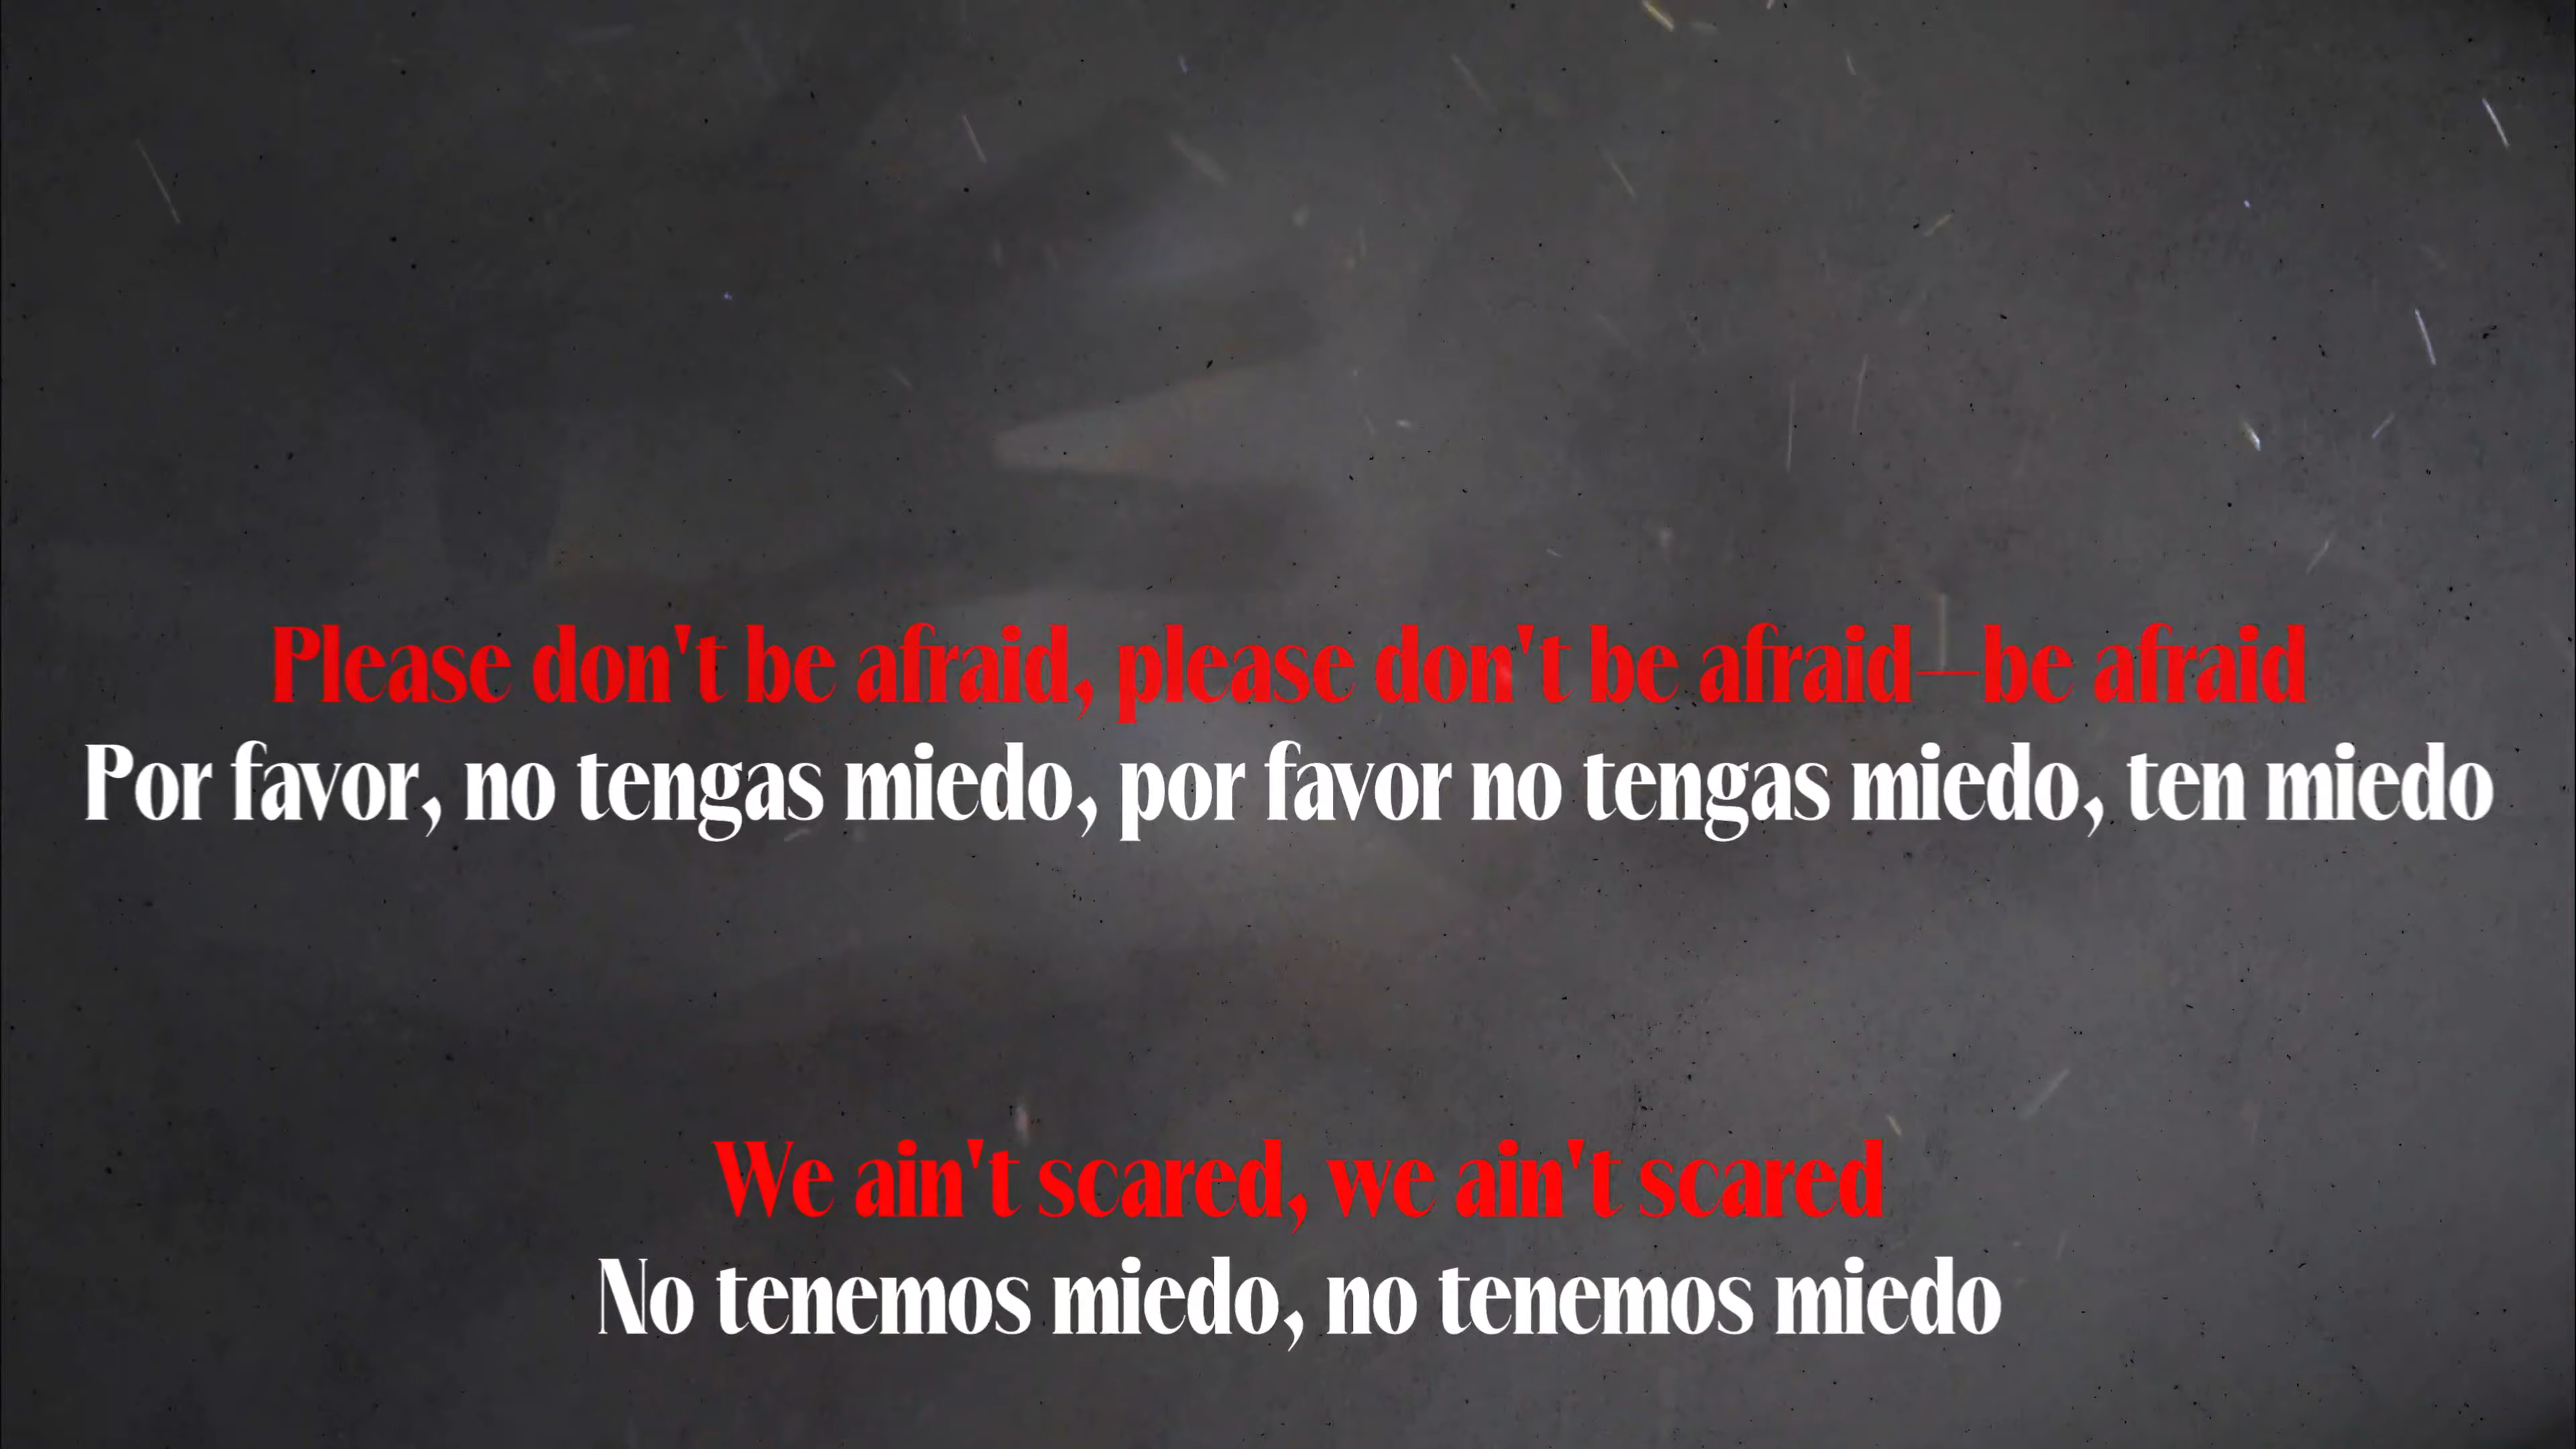 Please don't be afraid, please don't be afraid—be afraid
Por favor, no tengas miedo, por favor no tengas miedo, ten miedo
We ain't scared, we ain't scared
No tenemos miedo, no tenemos miedo